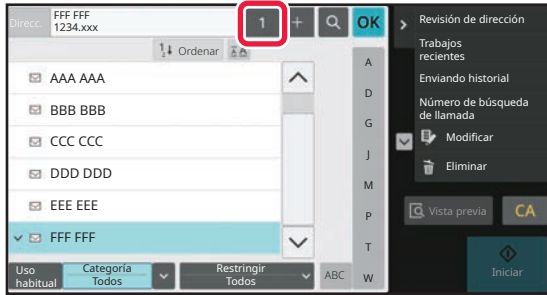 Direcc.
FFF FFF
1234.xxx
1
+
OK
Ordenar
AAA AAA
BBB BBB
CCC CCC
DDD DDD
EEE EEE
FFF FFF
A
D
G
J
M
P
T
W
Uso
habitual
Categoría
Todos
Restringir
Todos
ABC
Revisión de dirección
Trabajos
recientes
Enviando historial
Número de búsqueda
de llamada
Modificar
Eliminar
Vista previa
CA
Iniciar